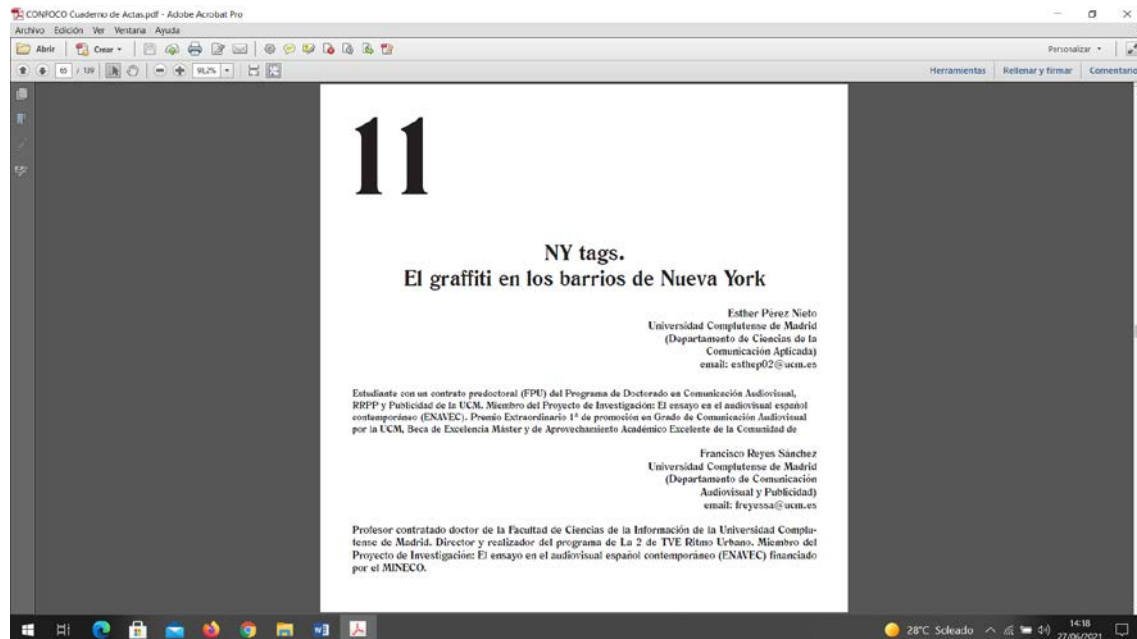 CONFOCO Cuaderno de Actas.pdf - Adobe Acrobat Pro
Archivo Edición Ver Ventana Ayuda
Abrir Crear Personalizar
65 / 139 91,2% Herramientas Rellenar y firmar Comentario
11
NY tags.
El graffiti en los barrios de Nueva York
Esther Pérez Nieto
Universidad Complutense de Madrid
(Departamento de Ciencias de la
Comunicación Aplicada)
email: esthep02@ucm.es
Estudiante con un contrato predoctoral (FPU) del Programa de Doctorado en Comunicación Audiovisual,
RRPP y Publicidad de la UCM. Miembro del Proyecto de Investigación: El ensayo en el audiovisual español
contemporáneo (ENAVEC). Premio Extraordinario 1ª de promoción en Grado de Comunicación Audiovisual
por la UCM, Beca de Excelencia Máster y de Aprovechamiento Académico Excelente de la Comunidad de
Francisco Reyes Sánchez
Universidad Complutense de Madrid
(Departamento de Comunicación
Audiovisual y Publicidad)
email: freyessa@ucm.es
Profesor contratado doctor de la Facultad de Ciencias de la Información de la Universidad Complu-
tense de Madrid. Director y realizador del programa de La 2 de TVE Ritmo Urbano. Miembro del
Proyecto de Investigación: El ensayo en el audiovisual español contemporáneo (ENAVEC) financiado
por el MINECO.
28°C Soleado
14:18
27/06/2021